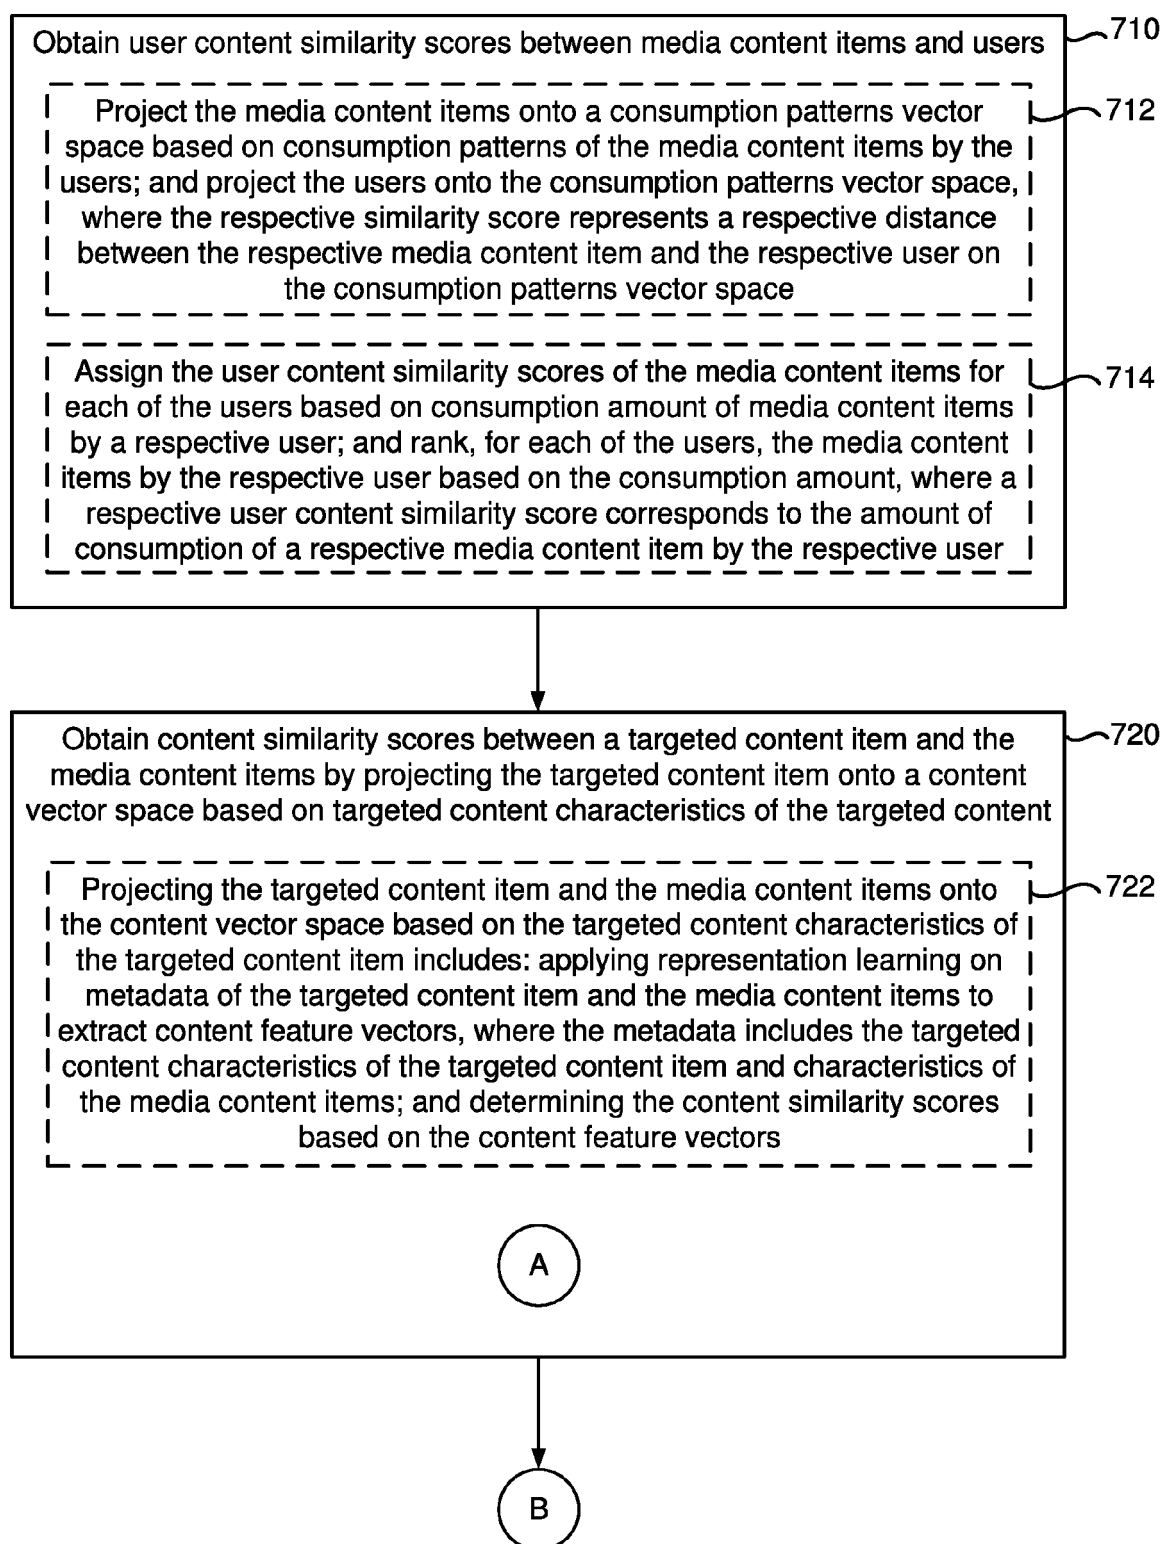 Obtain user content similarity scores between media content items and users
710
Project the media content items onto a consumption patterns vector
space based on consumption patterns of the media content items by the
users; and project the users onto the consumption patterns vector space,
where the respective similarity score represents a respective distance
between the respective media content item and the respective user on
the consumption patterns vector space
712
Assign the user content similarity scores of the media content items for
each of the users based on consumption amount of media content items
by a respective user; and rank, for each of the users, the media content
items by the respective user based on the consumption amount, where a
respective user content similarity score corresponds to the amount of
consumption of a respective media content item by the respective user
714
Obtain content similarity scores between a targeted content item and the
media content items by projecting the targeted content item onto a content
vector space based on targeted content characteristics of the targeted content
720
Projecting the targeted content item and the media content items onto
the content vector space based on the targeted content characteristics of
the targeted content item includes: applying representation learning on
metadata of the targeted content item and the media content items to
extract content feature vectors, where the metadata includes the targeted
content characteristics of the targeted content item and characteristics of
the media content items; and determining the content similarity scores
based on the content feature vectors
722
A
B